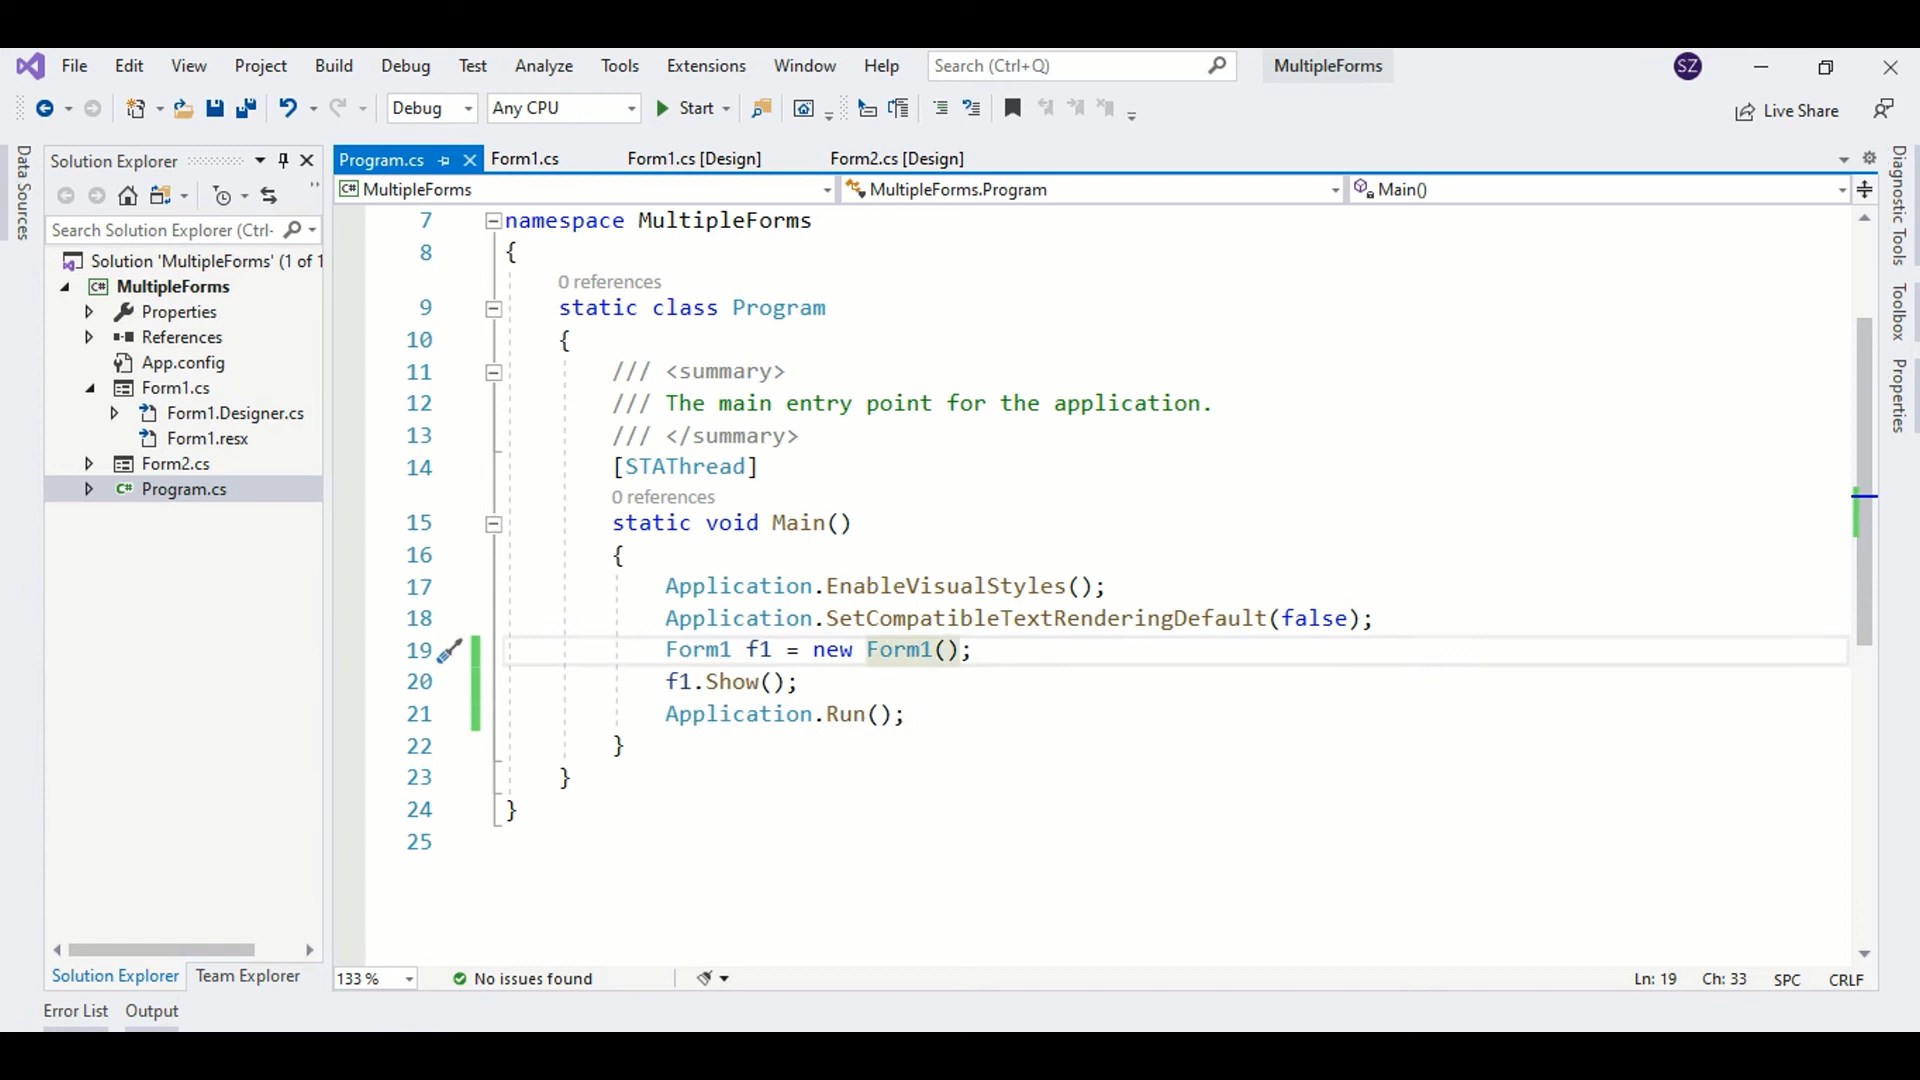 File Edit View Project Build Debug Test Analyze Tools Extensions Window Help Search (Ctrl+Q) MultipleForms SZ
Debug Any CPU Start Live Share
Data Sources
Solution Explorer
Search Solution Explorer (Ctrl-
Solution 'MultipleForms' (1 of 1
MultipleForms
Properties
References
App.config
Form1.cs
Form1.Designer.cs
Form1.resx
Form2.cs
Program.cs
Solution Explorer Team Explorer
Program.cs Form1.cs Form1.cs [Design] Form2.cs [Design]
MultipleForms MultipleForms.Program Main()
7 namespace MultipleForms
8 {
0 references
9 static class Program
10 {
11 /// <summary>
12 /// The main entry point for the application.
13 /// </summary>
14 [STAThread]
0 references
15 static void Main()
16 {
17 Application.EnableVisualStyles();
18 Application.SetCompatibleTextRenderingDefault(false);
19 Form1 f1 = new Form1();
20 f1.Show();
21 Application.Run();
22 }
23 }
24 }
25
133 % No issues found Ln: 19 Ch: 33 SPC CRLF
Diagnostic Tools
Toolbox
Properties
Error List Output